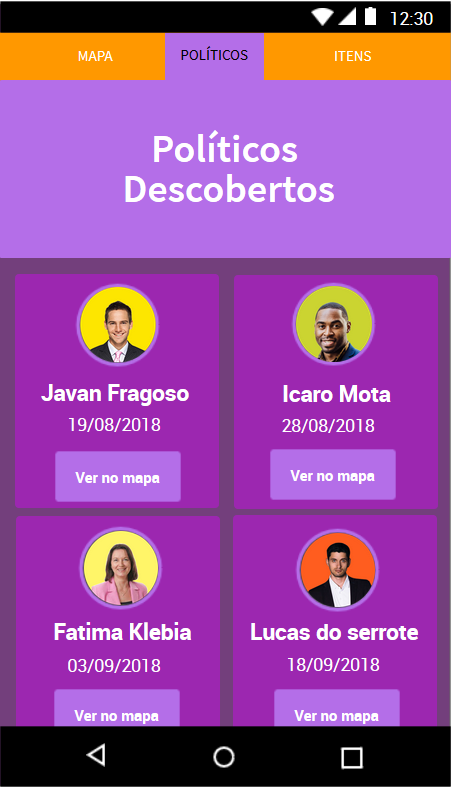 12:30
MAPA
POLÍTICOS
ITENS
Políticos
Descobertos
Javan Fragoso
19/08/2018
Ver no mapa
Icaro Mota
28/08/2018
Ver no mapa
Fatima Klebia
03/09/2018
Ver no mapa
Lucas do serrote
18/09/2018
Ver no mapa